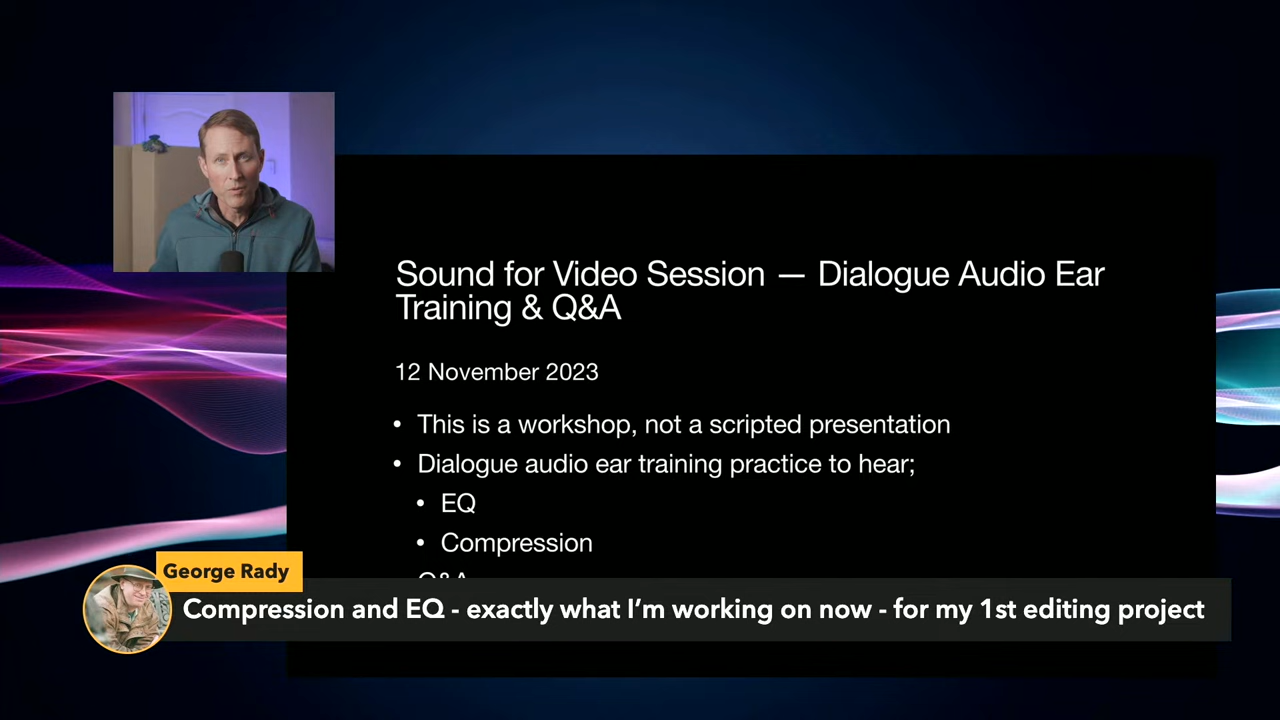 Sound for Video Session — Dialogue Audio Ear
Training & Q&A
12 November 2023
• This is a workshop, not a scripted presentation
• Dialogue audio ear training practice to hear;
• EQ
• Compression
Q&A
George Rady
Compression and EQ - exactly what I'm working on now - for my 1st editing project